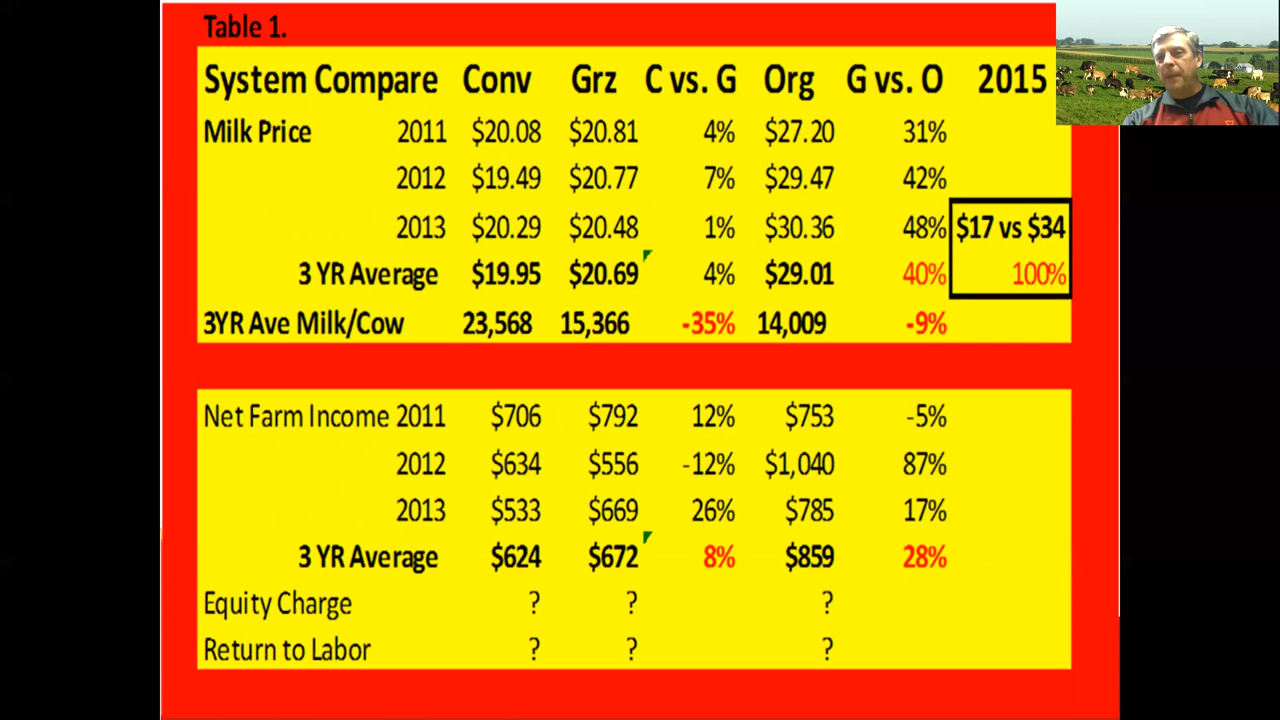 Table 1.
System Compare Conv Grz C vs. G Org G vs. O 2015
Milk Price 2011 $20.08 $20.81 4% $27.20 31%
2012 $19.49 $20.77 7% $29.47 42%
2013 $20.29 $20.48 1% $30.36 48% $17 vs $34
3 YR Average $19.95 $20.69 4% $29.01 40% 100%
3YR Ave Milk/Cow 23,568 15,366 -35% 14,009 -9%
Net Farm Income 2011 $706 $792 12% $753 -5%
2012 $634 $556 -12% $1,040 87%
2013 $533 $669 26% $785 17%
3 YR Average $624 $672 8% $859 28%
Equity Charge ? ? ?
Return to Labor ? ? ?